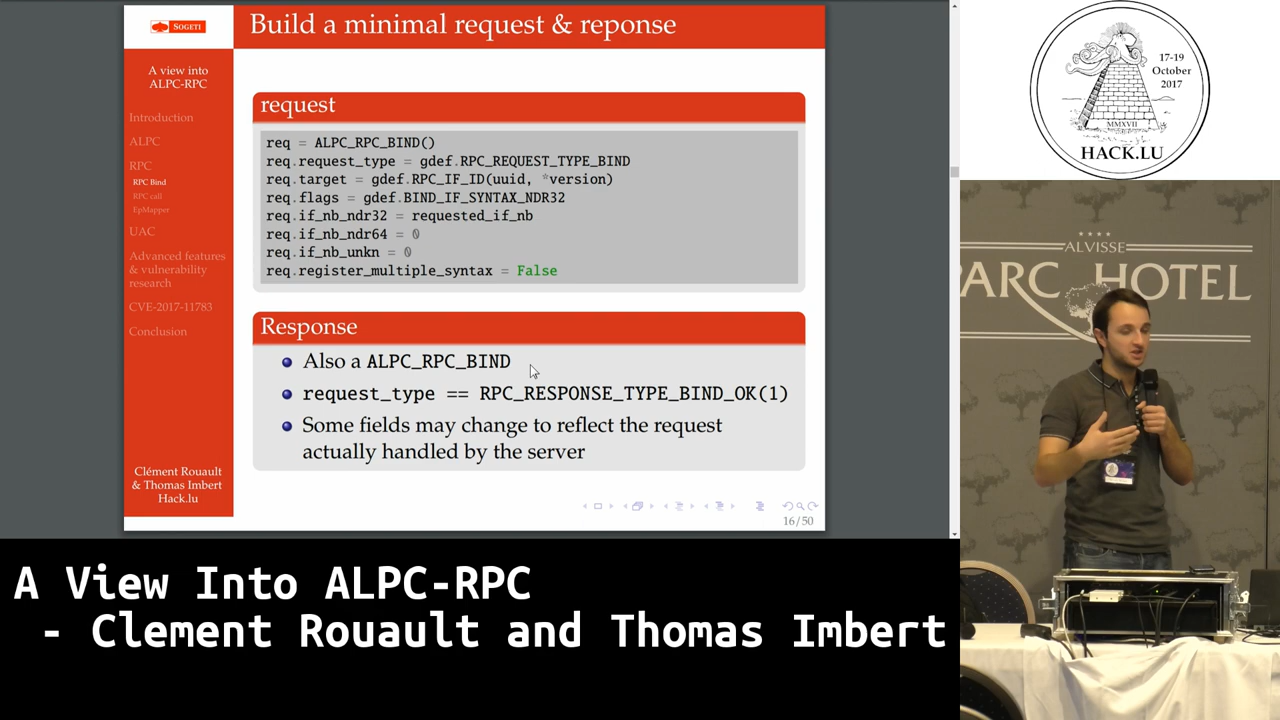 SOGETI
Build a minimal request & reponse
A view into
ALPC-RPC
Introduction
ALPC
RPC
RPC Bind
RPC call
EpMapper
UAC
Advanced features
& vulnerability
research
CVE-2017-11783
Conclusion
Clément Rouault
& Thomas Imbert
Hack.lu
request
req = ALPC_RPC_BIND()
req.request_type = gdef.RPC_REQUEST_TYPE_BIND
req.target = gdef.RPC_IF_ID(uuid, *version)
req.flags = gdef.BIND_IF_SYNTAX_NDR32
req.if_nb_ndr32 = requested_if_nb
req.if_nb_ndr64 = 0
req.if_nb_unkn = 0
req.register_multiple_syntax = False
Response
Also a ALPC_RPC_BIND
request_type == RPC_RESPONSE_TYPE_BIND_OK(1)
Some fields may change to reflect the request
actually handled by the server
16/50
17-19
October
2017
MMXVII
HACK.LU
ALVISSE
PARC HOTEL
A View Into ALPC-RPC
- Clement Rouault and Thomas Imbert